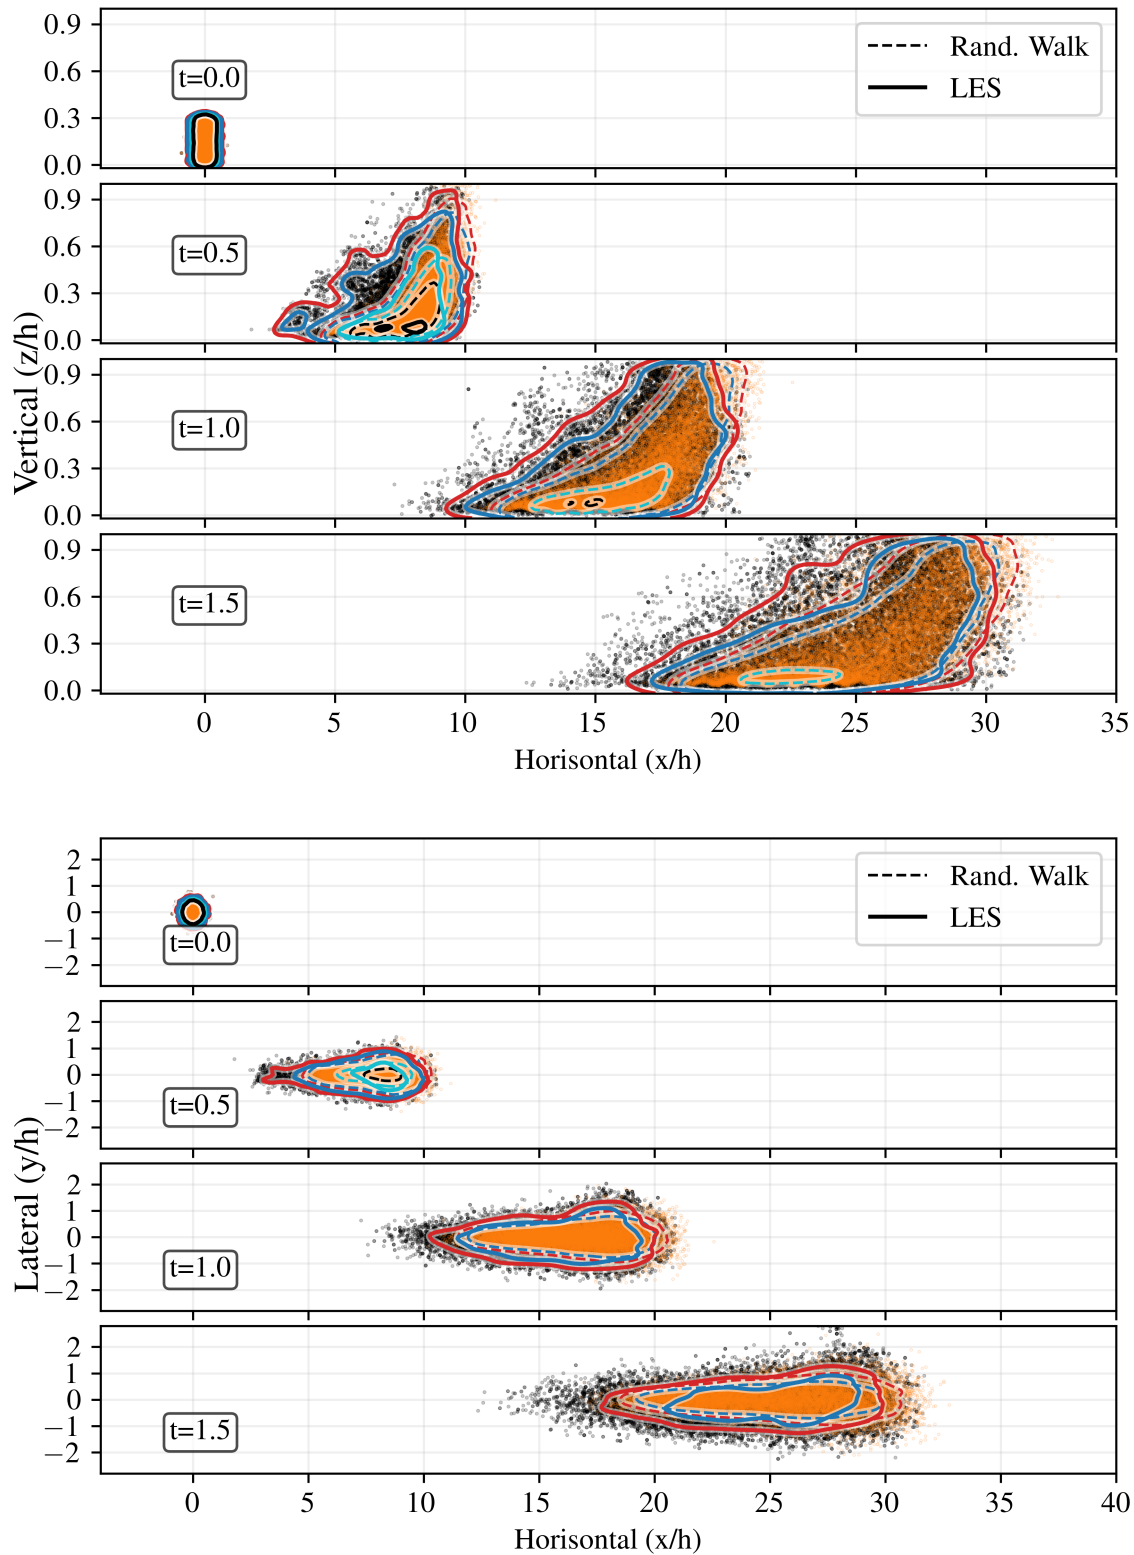 0.9
0.6
0.3
0.0
t=0.0
Rand. Walk
LES
0.9
0.6
0.3
0.0
t=0.5
0.9
0.6
0.3
0.0
t=1.0
0.9
0.6
0.3
0.0
t=1.5
Vertical (z/h)
0 5 10 15 20 25 30 35
Horisontal (x/h)
2
1
0
−1
−2
t=0.0
Rand. Walk
LES
2
1
0
−1
−2
t=0.5
2
1
0
−1
−2
t=1.0
2
1
0
−1
−2
t=1.5
Lateral (y/h)
0 5 10 15 20 25 30 35 40
Horisontal (x/h)